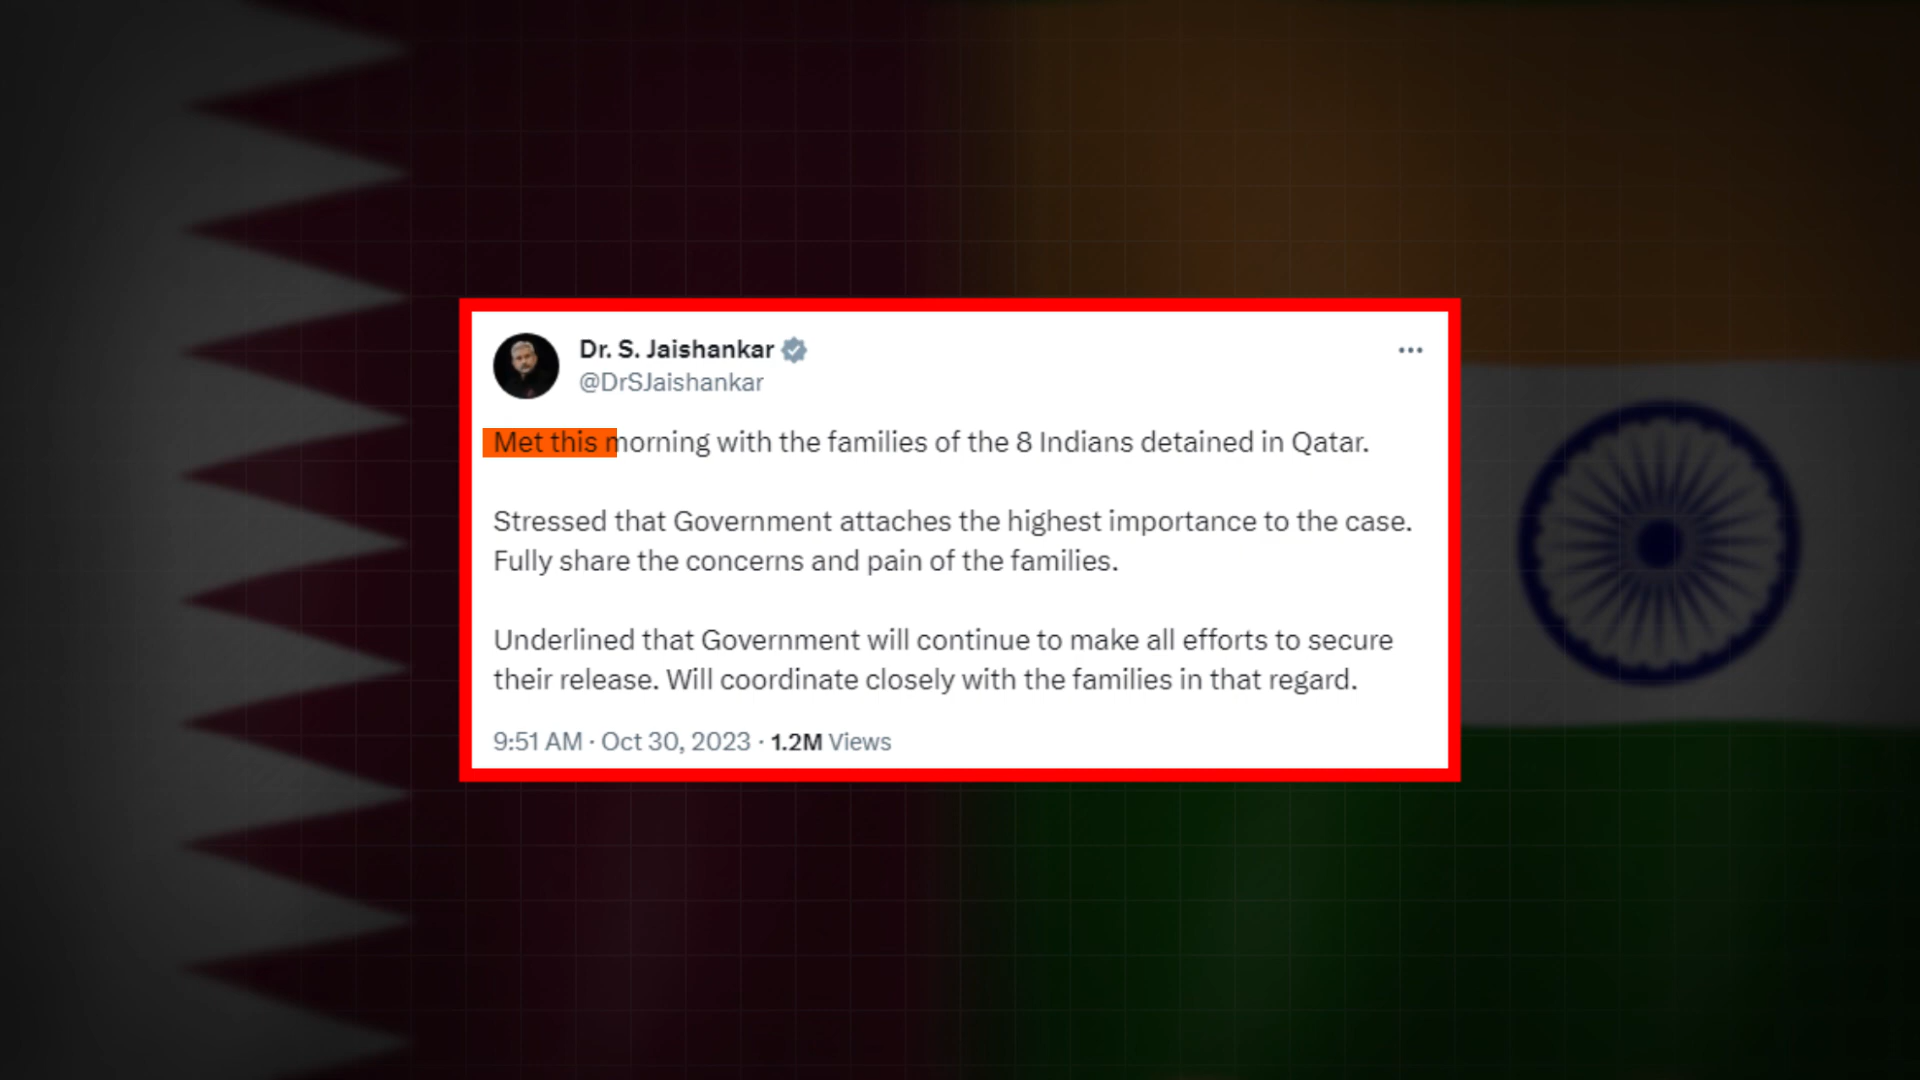 Dr. S. Jaishankar
@DrSJaishankar
Met this morning with the families of the 8 Indians detained in Qatar.
Stressed that Government attaches the highest importance to the case.
Fully share the concerns and pain of the families.
Underlined that Government will continue to make all efforts to secure
their release. Will coordinate closely with the families in that regard.
9:51 AM · Oct 30, 2023 · 1.2M Views